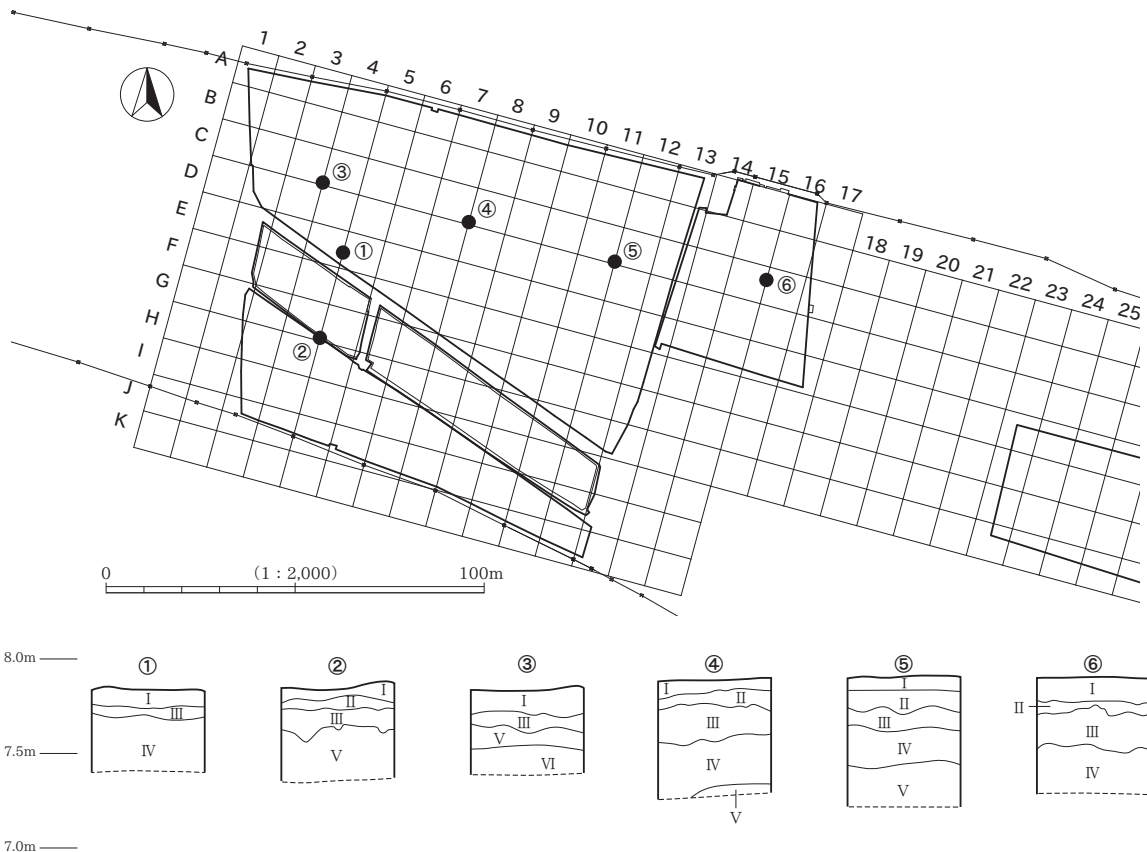 1 2 3 4 5 6 7 8 9 10 11 12 13 14 15 16 17 18 19 20 21 22 23 24 25
A
B
C
D
E
F
G
H
I
J
K
③
④
①
⑤
⑥
②
0 (1：2,000) 100m
8.0m
① ② ③ ④ ⑤ ⑥
I
III
IV
I
II
III
V
I
III
V
VI
I
II
III
IV
V
I
II
III
IV
V
I
II
III
IV
7.5m
7.0m